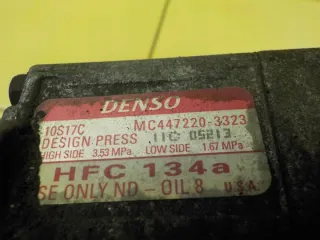 DENSO
10S17C MC447220-3323
DESIGN PRESS 11C 05213
HIGH SIDE 3.53 MPa LOW SIDE 1.67 MPa
HFC 134a
SE ONLY ND-OIL 8 U.S.A